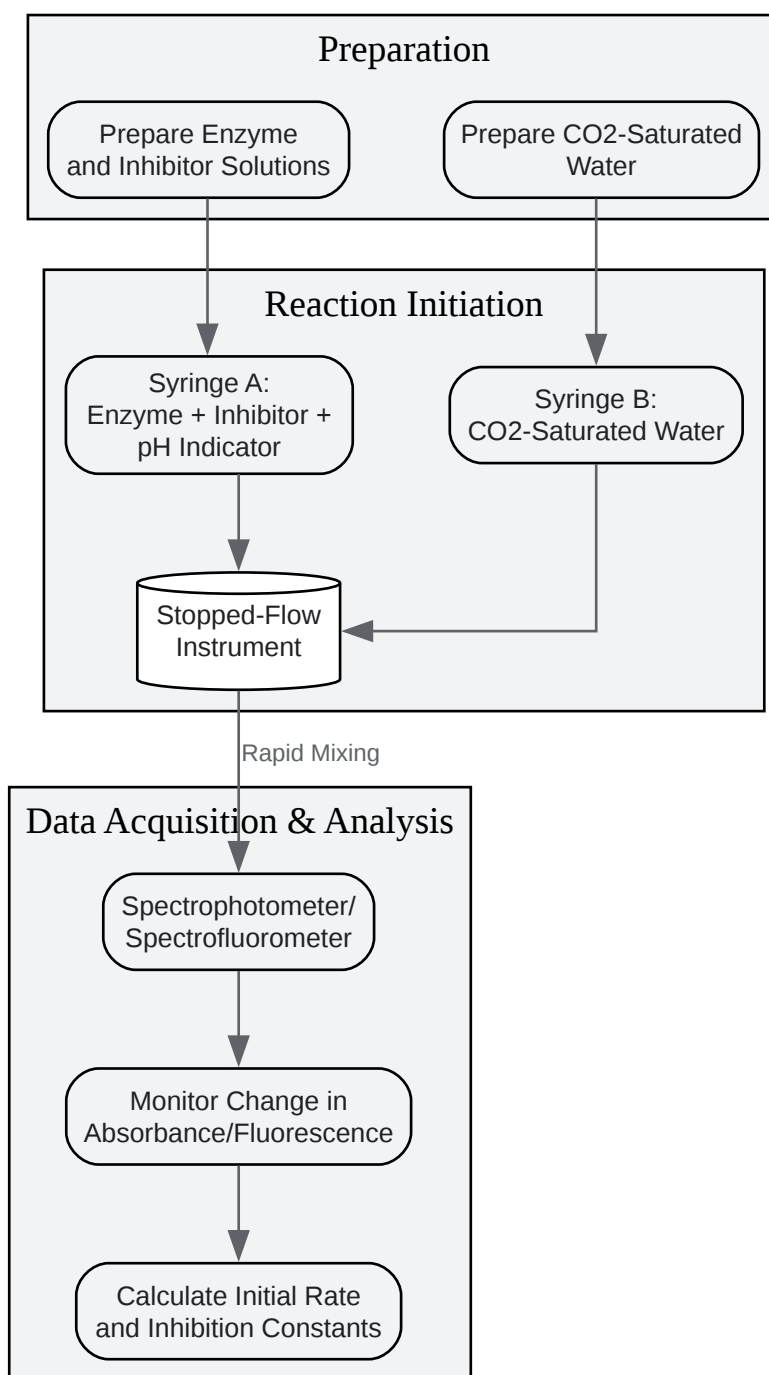 Preparation
Prepare Enzyme
and Inhibitor Solutions
Prepare CO2-Saturated
Water
Reaction Initiation
Syringe A:
Enzyme + Inhibitor +
pH Indicator
Syringe B:
CO2-Saturated Water
Stopped-Flow
Instrument
Rapid Mixing
Data Acquisition & Analysis
Spectrophotometer/
Spectrofluorometer
Monitor Change in
Absorbance/Fluorescence
Calculate Initial Rate
and Inhibition Constants